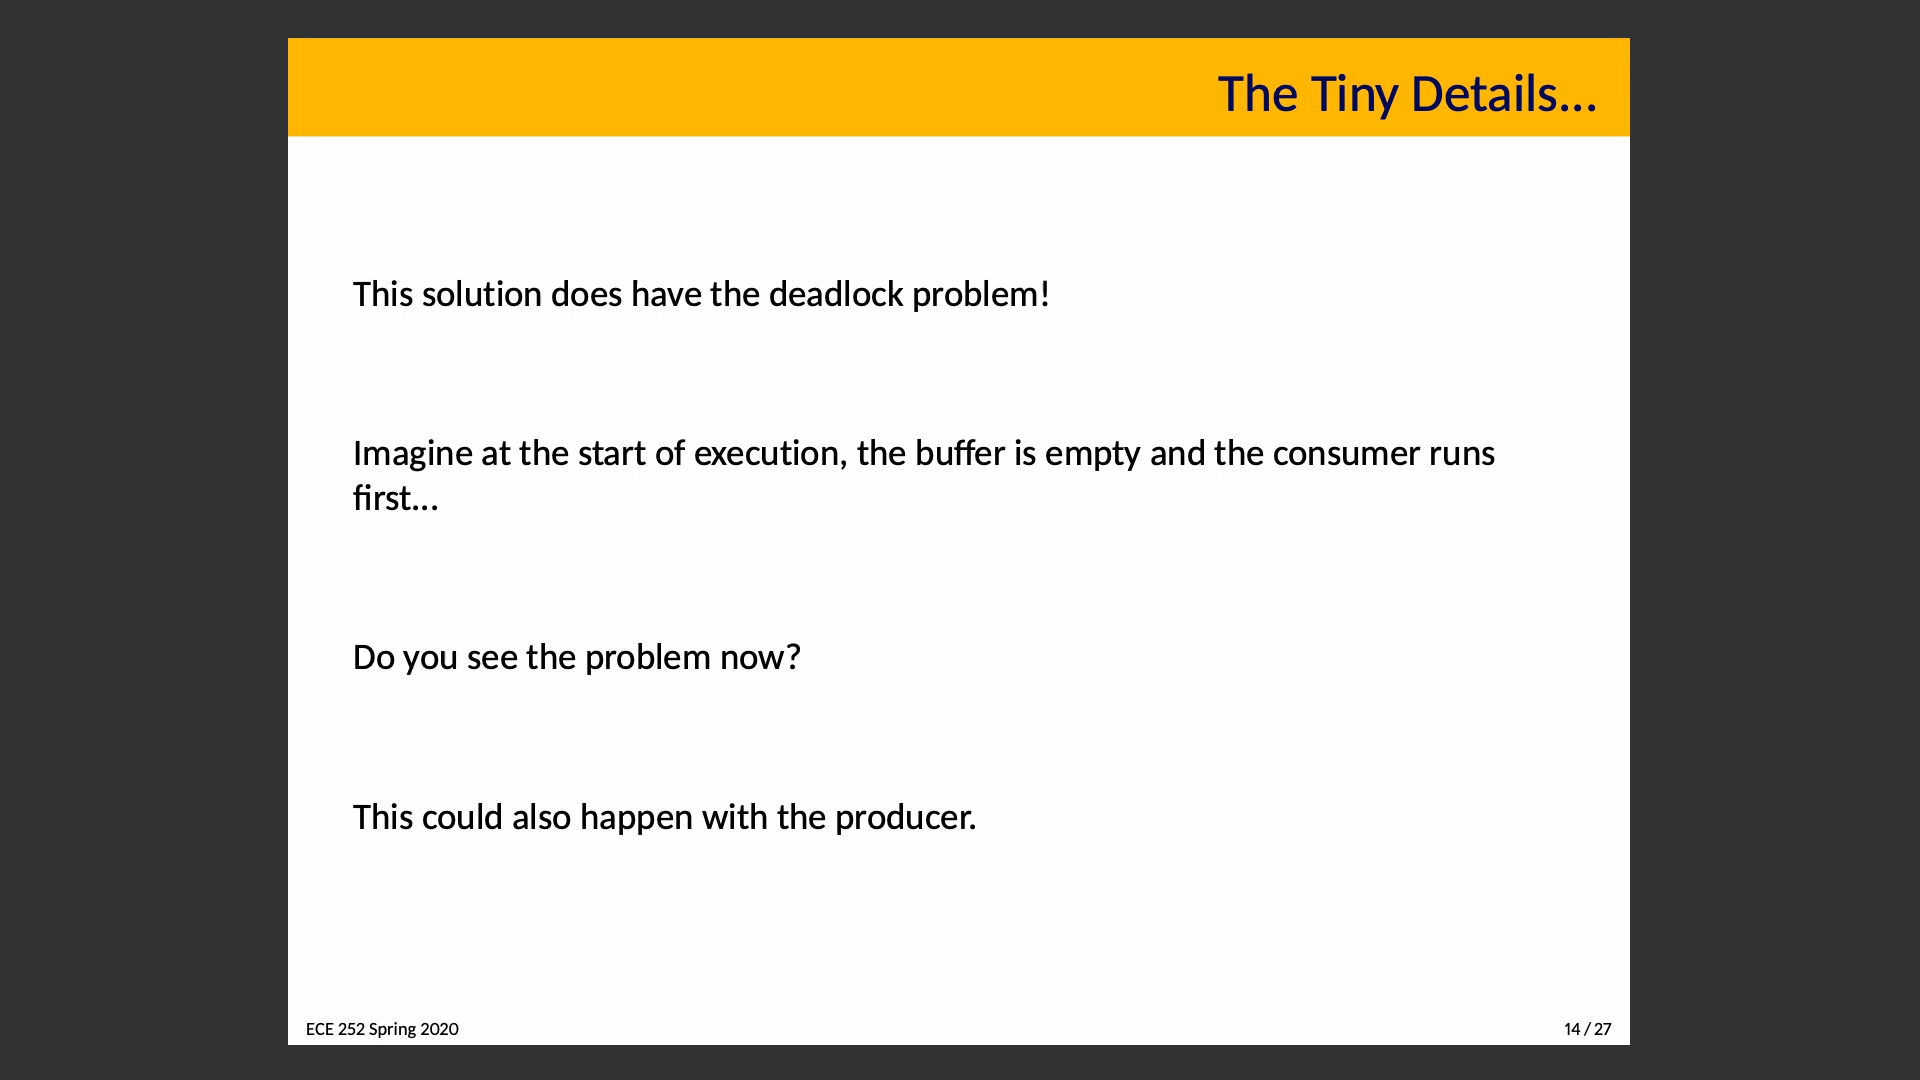 The Tiny Details...
This solution does have the deadlock problem!
Imagine at the start of execution, the buffer is empty and the consumer runs
first...
Do you see the problem now?
This could also happen with the producer.
ECE 252 Spring 2020
14 / 27